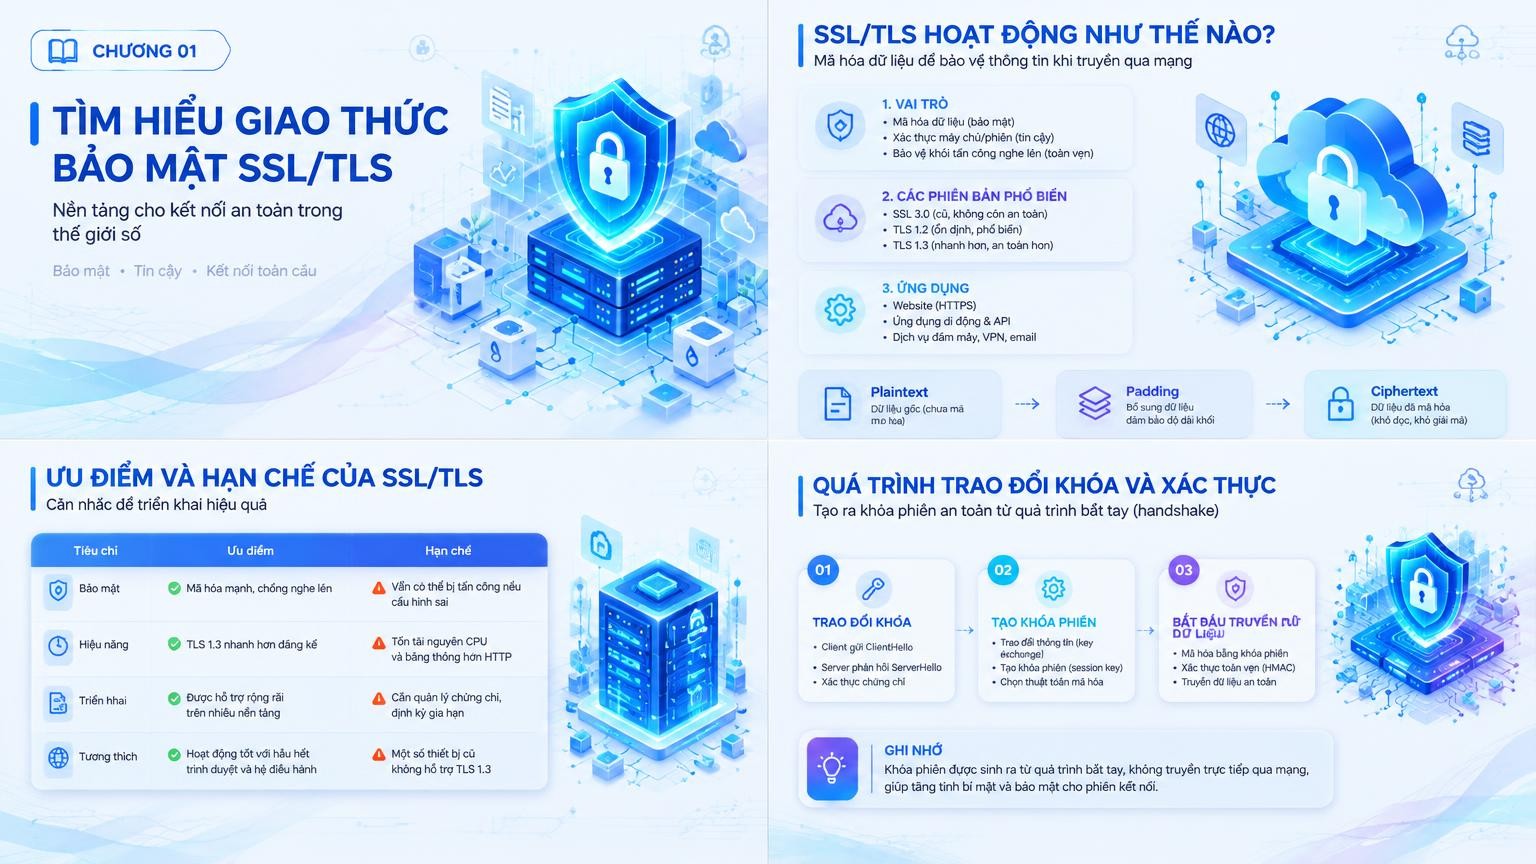 CHƯƠNG 01
TÌM HIỂU GIAO THỨC
BẢO MẬT SSL/TLS
Nền tảng cho kết nối an toàn trong
thế giới số
Bảo mật • Tin cậy • Kết nối toàn cầu
SSL/TLS HOẠT ĐỘNG NHƯ THẾ NÀO?
Mã hóa dữ liệu để bảo vệ thông tin khi truyền qua mạng
1. VAI TRÒ
• Mã hóa dữ liệu (bảo mật)
• Xác thực máy chủ/phiên (tin cậy)
• Bảo vệ khỏi tấn công nghe lén (toàn vẹn)
2. CÁC PHIÊN BẢN PHỔ BIẾN
• SSL 3.0 (cũ, không còn an toàn)
• TLS 1.2 (ổn định, phổ biến)
• TLS 1.3 (nhanh hơn, an toàn hon)
3. ỨNG DỤNG
• Website (HTTPS)
• Ứng dụng di động & API
• Dịch vụ đám mây, VPN, email
Plaintext
Dữ liệu gốc (chưa mã
hóa)
Padding
Bổ sung dữ liệu
đảm bảo độ dài khối
Ciphertext
Dữ liệu đã mã hóa
(khó đọc, khó giải mã)
ƯU ĐIỂM VÀ HẠN CHẾ CỦA SSL/TLS
Cân nhắc để triển khai hiệu quả
Tiêu chí Ưu điểm Hạn chế
Bảo mật Mã hóa mạnh, chống nghe lén Vẫn có thể bị tấn công nếu
cấu hình sai
Hiệu năng TLS 1.3 nhanh hơn đáng kể Tốn tài nguyên CPU
và băng thông hơn HTTP
Triển khai Được hỗ trợ rộng rãi Cần quản lý chứng chỉ,
trên nhiều nền tảng định kỳ gia hạn
Tương thích Hoạt động tốt với hầu hết Một số thiết bị cũ
trình duyệt và hệ điều hành không hỗ trợ TLS 1.3
QUÁ TRÌNH TRAO ĐỔI KHÓA VÀ XÁC THỰC
Tạo ra khóa phiên an toàn từ quá trình bắt tay (handshake)
01
TRAO ĐỔI KHÓA
• Client gửi ClientHello
• Server phản hồi ServerHello
• Xác thực chứng chỉ
02
TẠO KHÓA PHIÊN
• Trao đổi thông tin (key
exchange)
• Tạo khóa phiên (session key)
• Chọn thuật toán mã hóa
03
BẮT ĐẦU TRUYỀN
DỮ LIỆU
• Mã hóa bằng khóa phiên
• Xác thực toàn vẹn (HMAC)
• Truyền dữ liệu an toàn
GHI NHỚ
Khóa phiên được sinh ra từ quá trình bắt tay, không truyền trực tiếp qua mạng,
giúp tăng tính bí mật và bảo mật cho phiên kết nối.